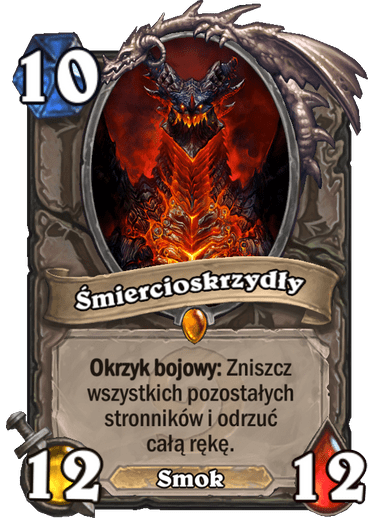 10
Śmiercioskrzydły
Okrzyk bojowy: Zniszcz
wszystkich pozostałych
stronników i odrzuć
całą rękę.
12
Smok
12